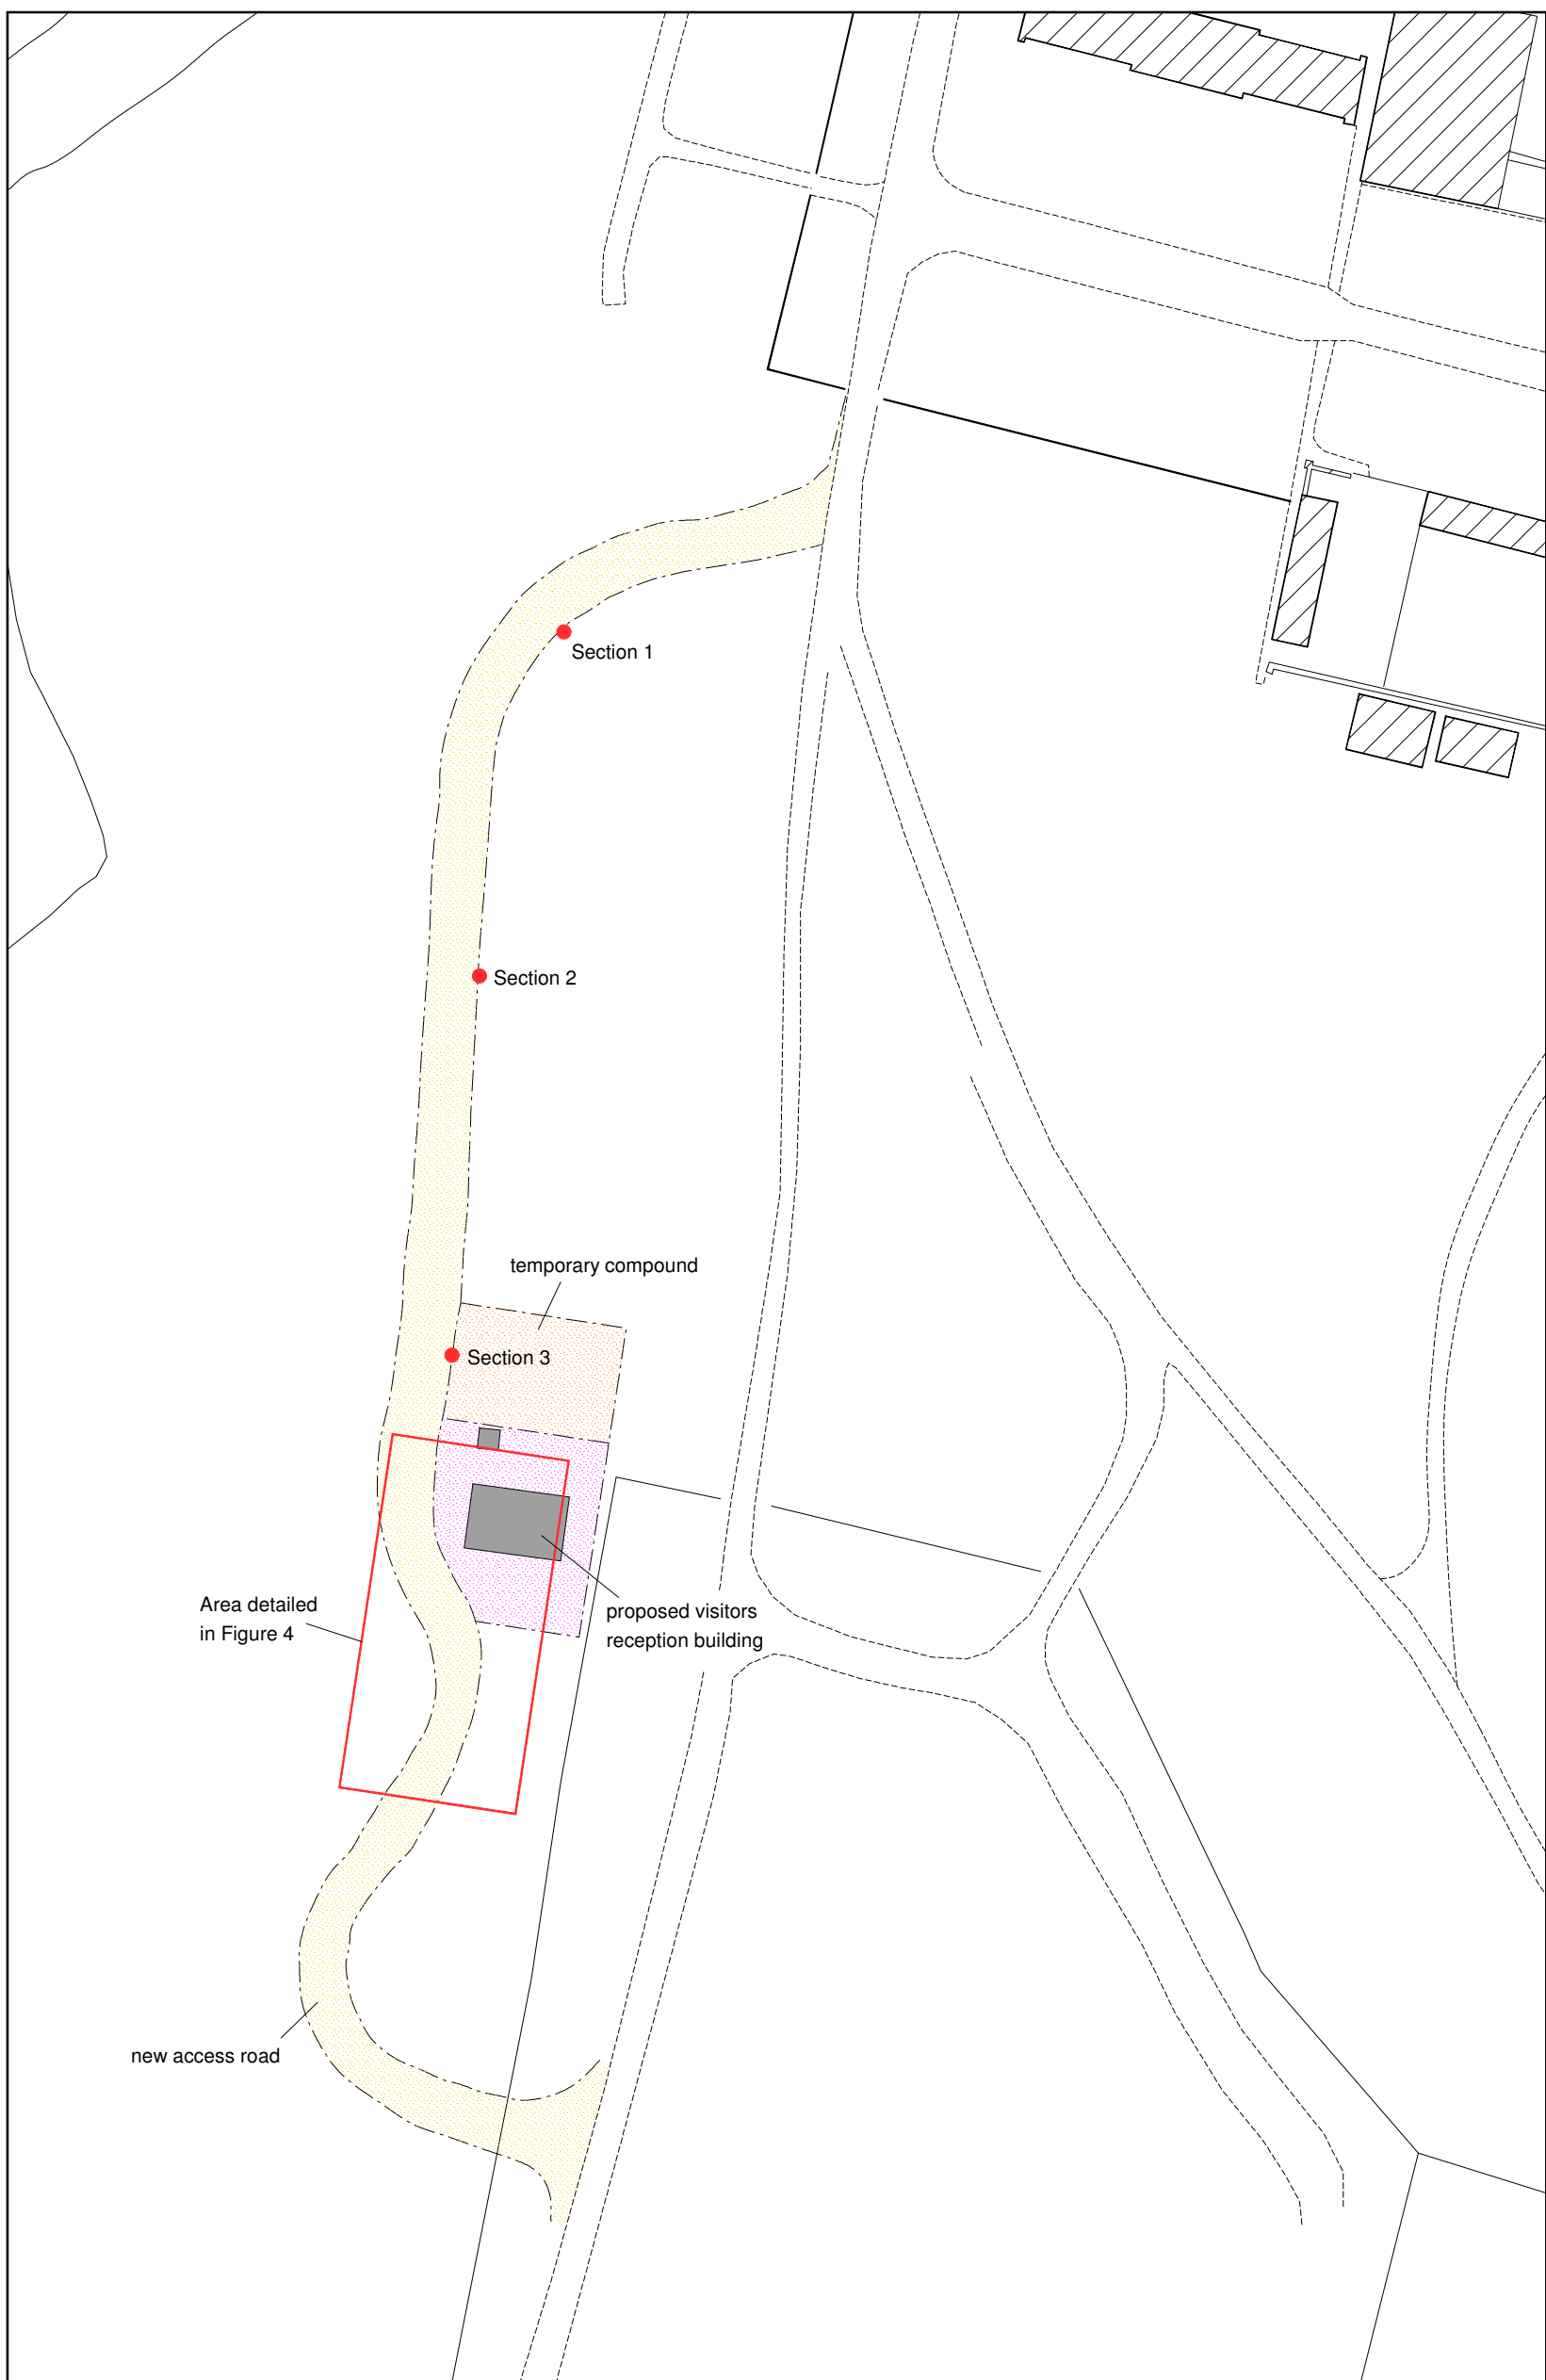 Section 1
Section 2
temporary compound
Section 3
Area detailed
in Figure 4
proposed visitors
reception building
new access road